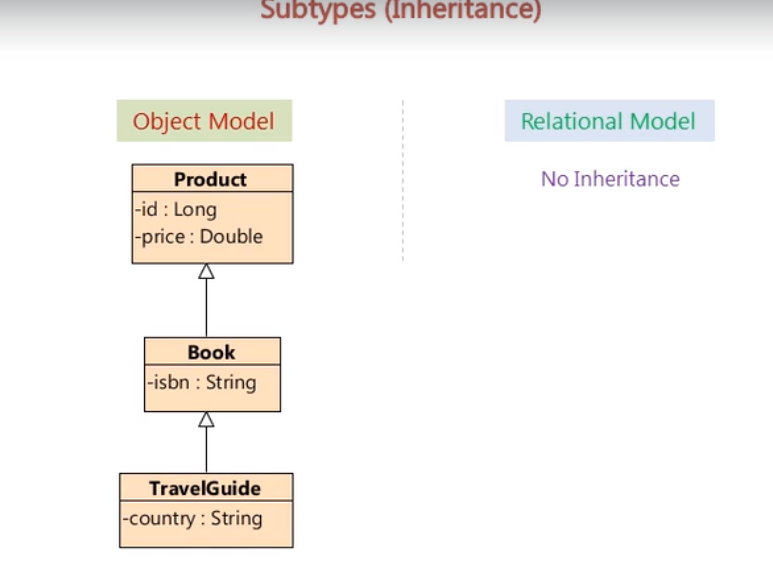 Subtypes (Inheritance)
Object Model
Relational Model
No Inheritance
Product
-id : Long
-price : Double
Book
-isbn : String
TravelGuide
-country : String